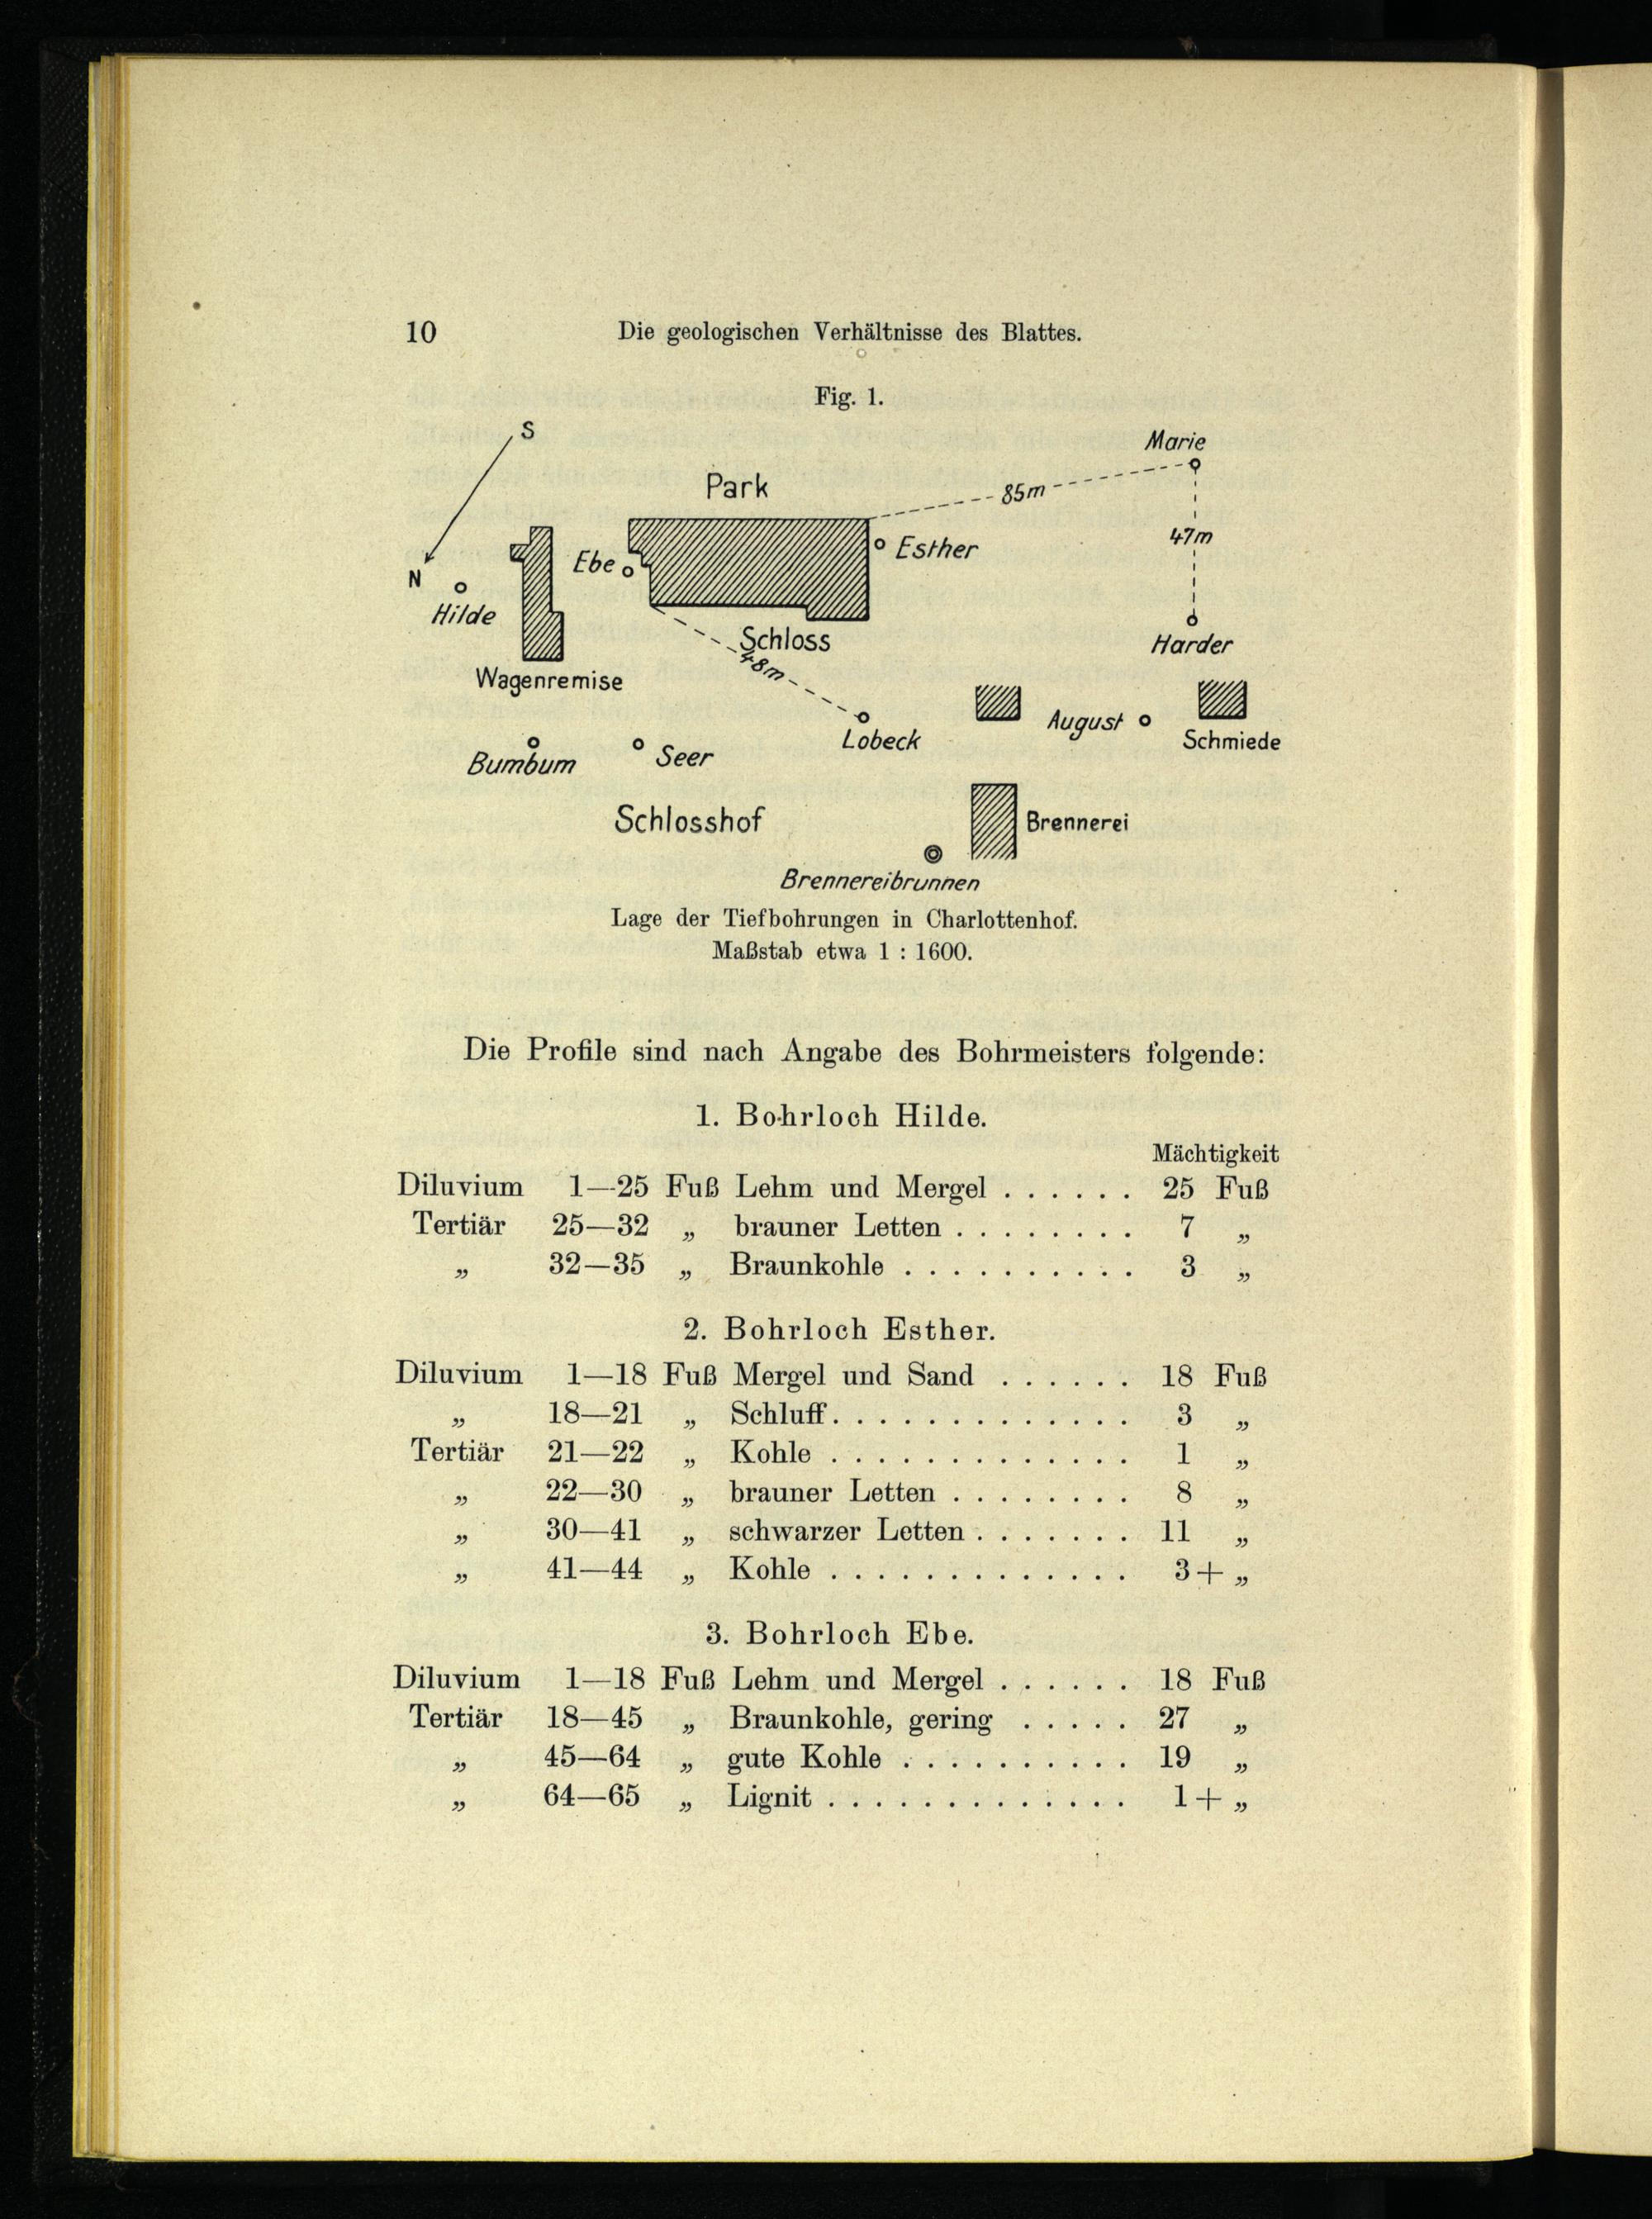 10 Die geologischen Verhältnisse des Blattes.
Fig. 1.
S
Marie
Park
85m
47m
Ebe
Esther
N
Hilde
Schloss
Harder
48m
Wagenremise
August
Lobeck
Schmiede
Bumbum
Seer
Schlosshof
Brennerei
Brennereibrunnen
Lage der Tiefbohrungen in Charlottenhof.
Maßstab etwa 1 : 1600.
Die Profile sind nach Angabe des Bohrmeisters folgende:
1. Bohrloch Hilde.
Mächtigkeit
Diluvium 1—25 Fuß Lehm und Mergel . . . . . . 25 Fuß
Tertiär 25—32 „ brauner Letten . . . . . . . . 7 „
„ 32—35 „ Braunkohle . . . . . . . . . . 3 „
2. Bohrloch Esther.
Diluvium 1—18 Fuß Mergel und Sand . . . . . . 18 Fuß
„ 18—21 „ Schluff. . . . . . . . . . . . . 3 „
Tertiär 21—22 „ Kohle . . . . . . . . . . . . . 1 „
„ 22—30 „ brauner Letten . . . . . . . . 8 „
„ 30—41 „ schwarzer Letten . . . . . . . 11 „
„ 41—44 „ Kohle . . . . . . . . . . . . . 3+ „
3. Bohrloch Ebe.
Diluvium 1—18 Fuß Lehm und Mergel . . . . . . 18 Fuß
Tertiär 18—45 „ Braunkohle, gering . . . . . 27 „
„ 45—64 „ gute Kohle . . . . . . . . . . 19 „
„ 64—65 „ Lignit . . . . . . . . . . . . . 1+ „